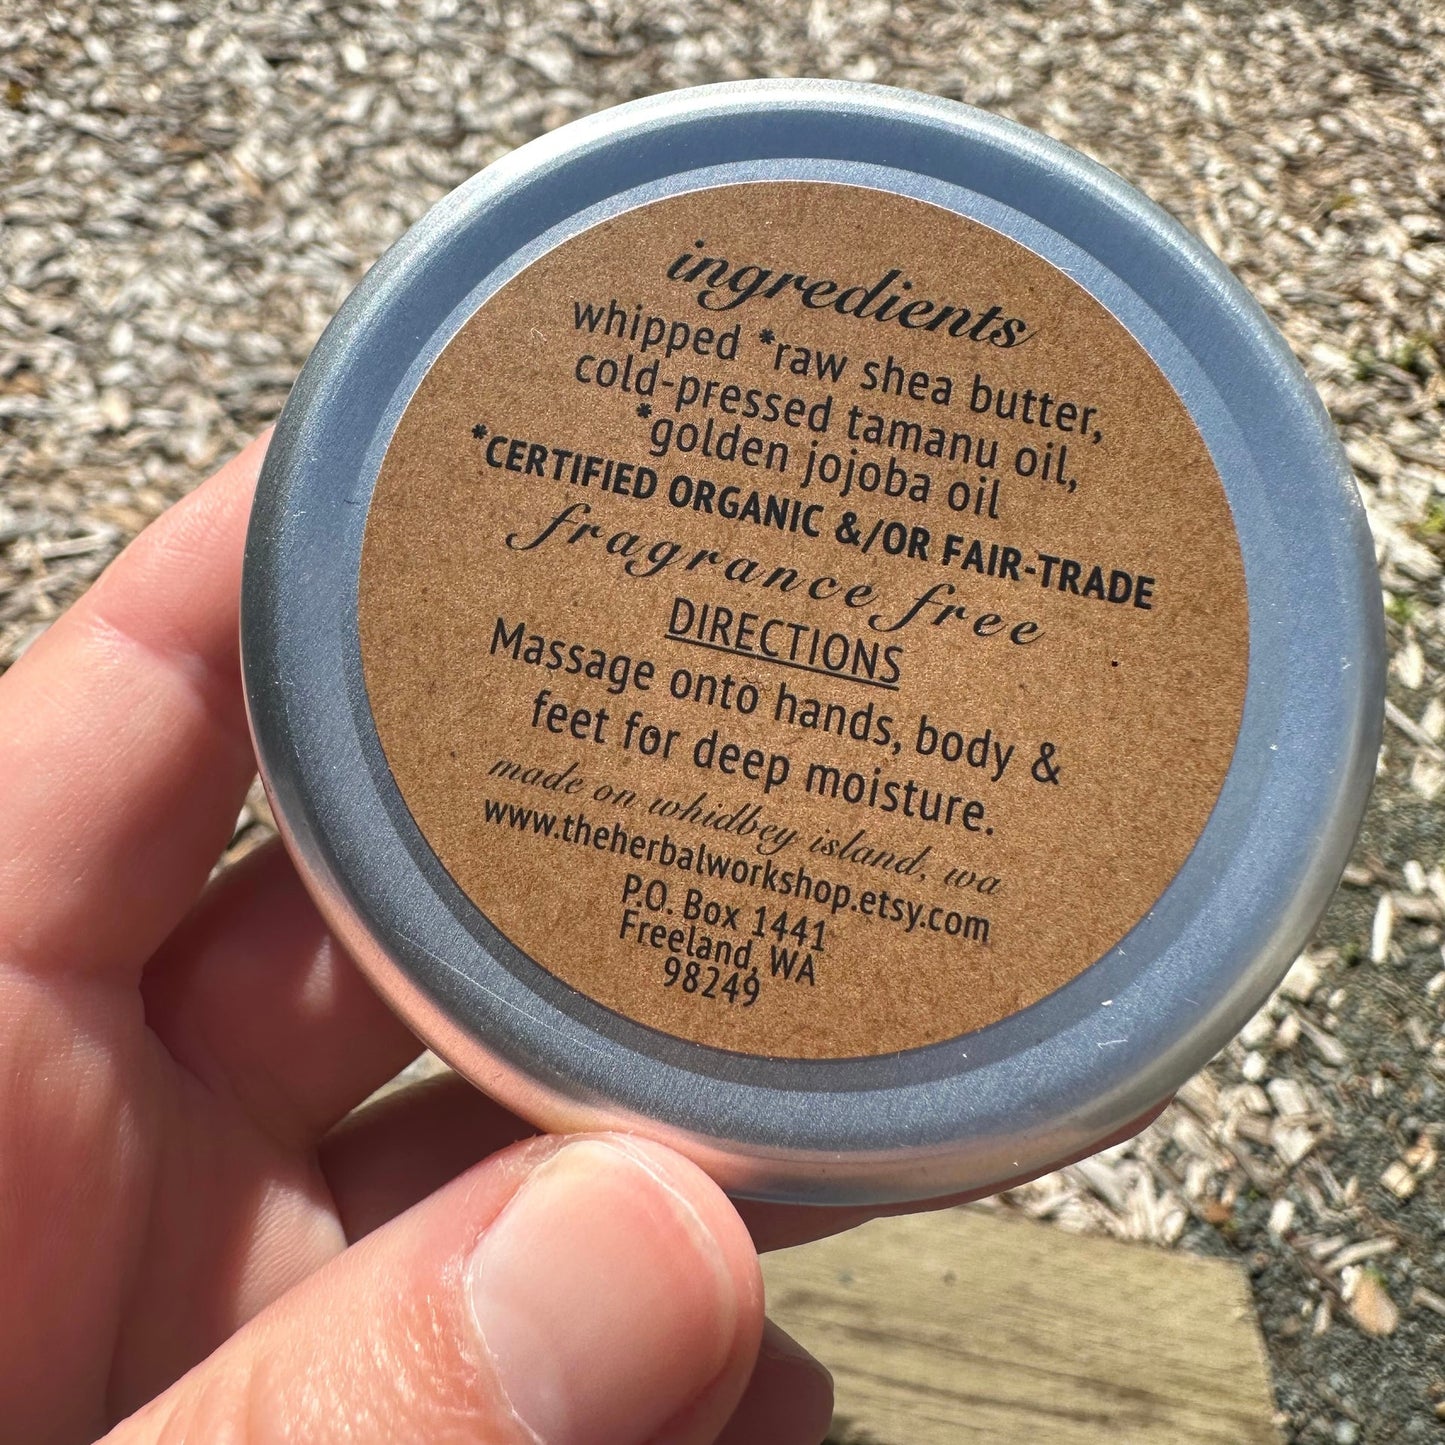 ingredients
whipped *raw shea butter,
cold-pressed tamanu oil,
*golden jojoba oil
*CERTIFIED ORGANIC &/OR FAIR-TRADE
fragrance free
DIRECTIONS
Massage onto hands, body &
feet for deep moisture.
made on whidbey island, wa
www.theherbalworkshop.etsy.com
P.O. Box 1441
Freeland, WA
98249